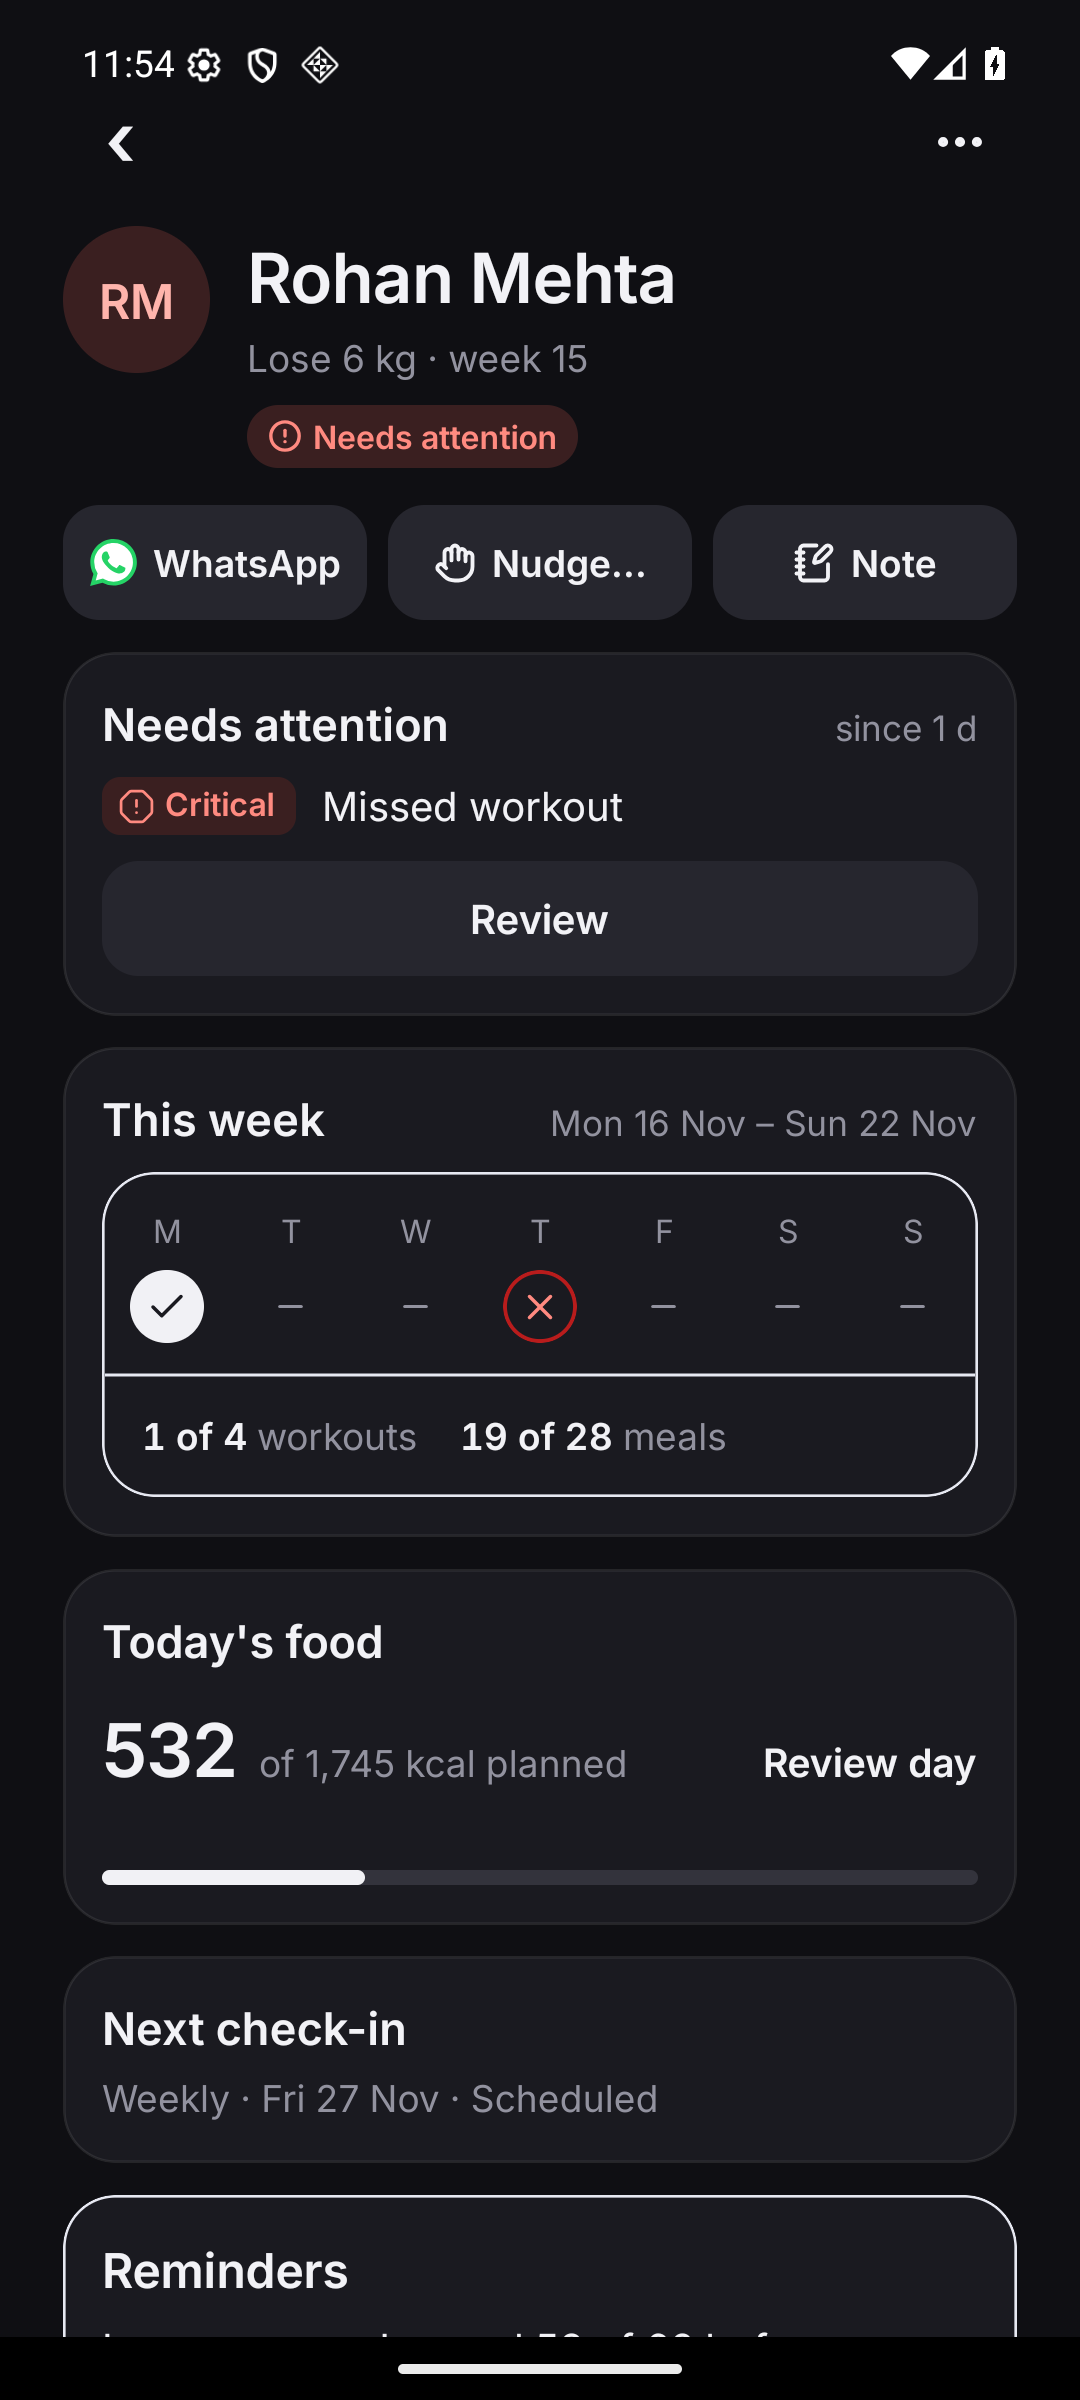 11:54
RM
Rohan Mehta
Lose 6 kg · week 15
Needs attention
WhatsApp
Nudge...
Note
Needs attention
since 1 d
Critical
Missed workout
Review
This week
Mon 16 Nov – Sun 22 Nov
M T W T F S S
1 of 4 workouts 19 of 28 meals
Today's food
532 of 1,745 kcal planned
Review day
Next check-in
Weekly · Fri 27 Nov · Scheduled
Reminders